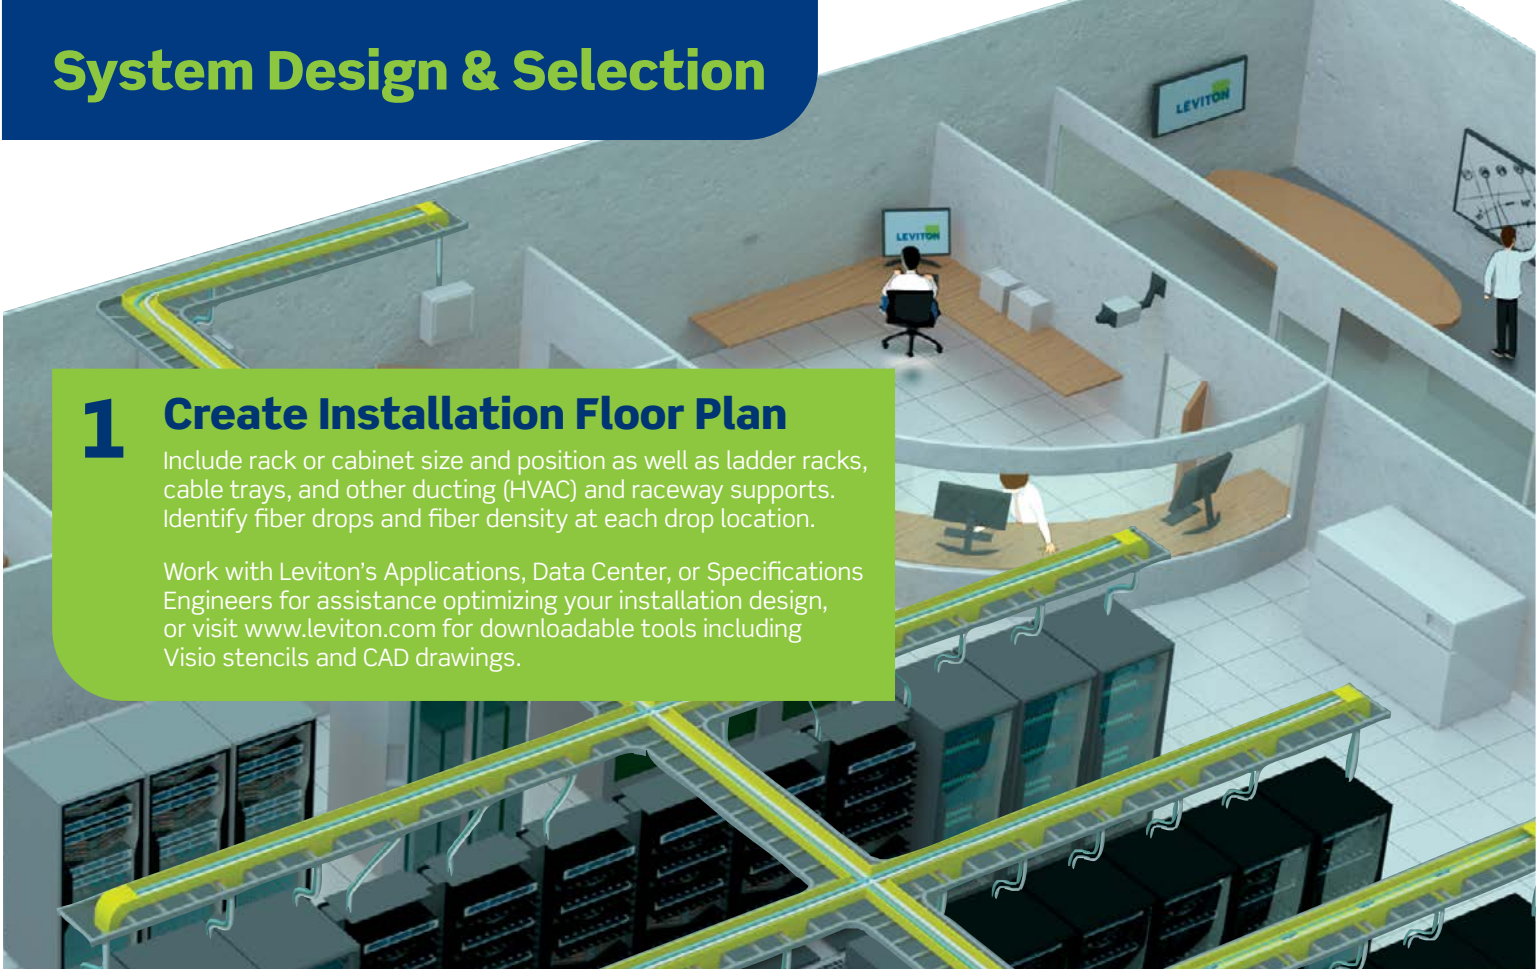 System Design & Selection
LEVITON
LEVITON
1
Create Installation Floor Plan
Include rack or cabinet size and position as well as ladder racks,
cable trays, and other ducting (HVAC) and raceway supports.
Identify fiber drops and fiber density at each drop location.
Work with Leviton’s Applications, Data Center, or Specifications
Engineers for assistance optimizing your installation design,
or visit www.leviton.com for downloadable tools including
Visio stencils and CAD drawings.